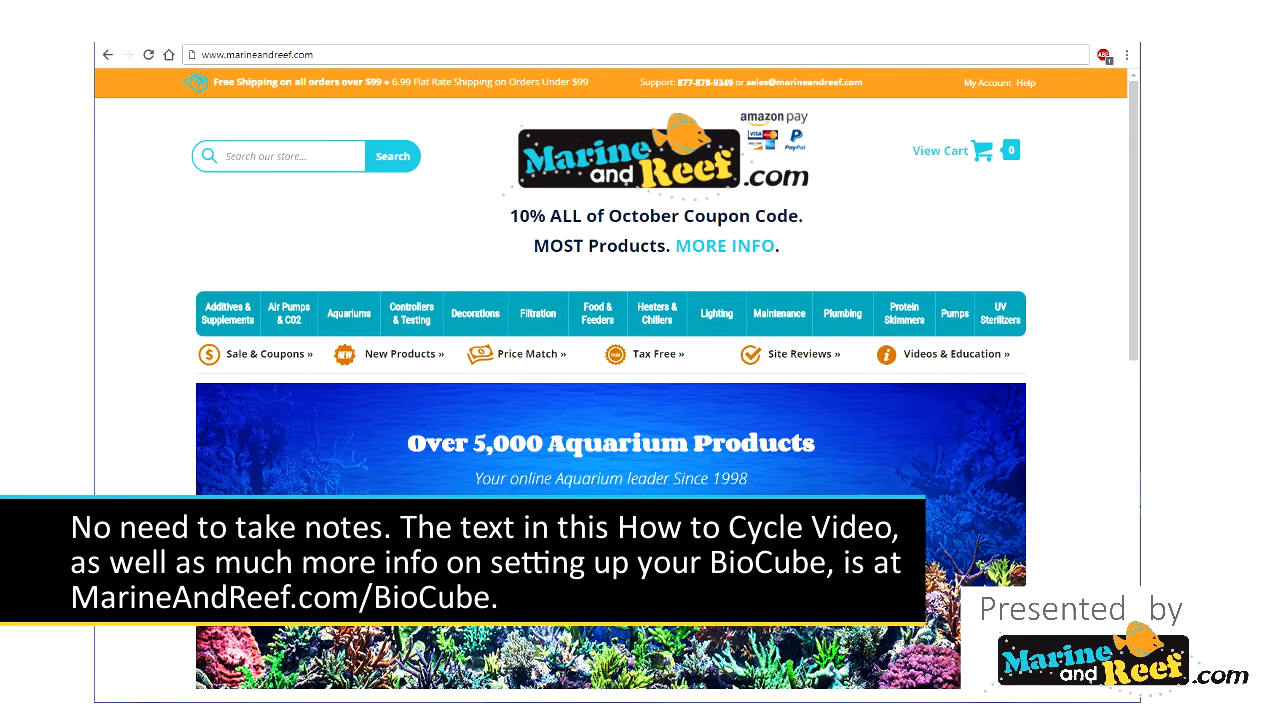 www.marineandreef.com
ABP
1
Free Shipping on all orders over $99 • 6.99 Flat Rate Shipping on Orders Under $99
Support: 877-878-9349 or sales@marineandreef.com
My Account Help
Search our store...
Search
Marine
and Reef
.com
amazon pay
VISA
PayPal
View Cart
0
10% ALL of October Coupon Code.
MOST Products. MORE INFO.
Additives &
Supplements
Air Pumps
& C02
Aquariums
Controllers
& Testing
Decorations
Filtration
Food &
Feeders
Heaters &
Chillers
Lighting
Maintenance
Plumbing
Protein
Skimmers
Pumps
UV
Sterilizers
$
Sale & Coupons »
NEW
New Products »
Price Match »
FREE
Tax Free »
Site Reviews »
i
Videos & Education »
Over 5,000 Aquarium Products
Your online Aquarium leader Since 1998
No need to take notes. The text in this How to Cycle Video,
as well as much more info on setting up your BioCube, is at
MarineAndReef.com/BioCube.
Presented by
Marine
and Reef
.com